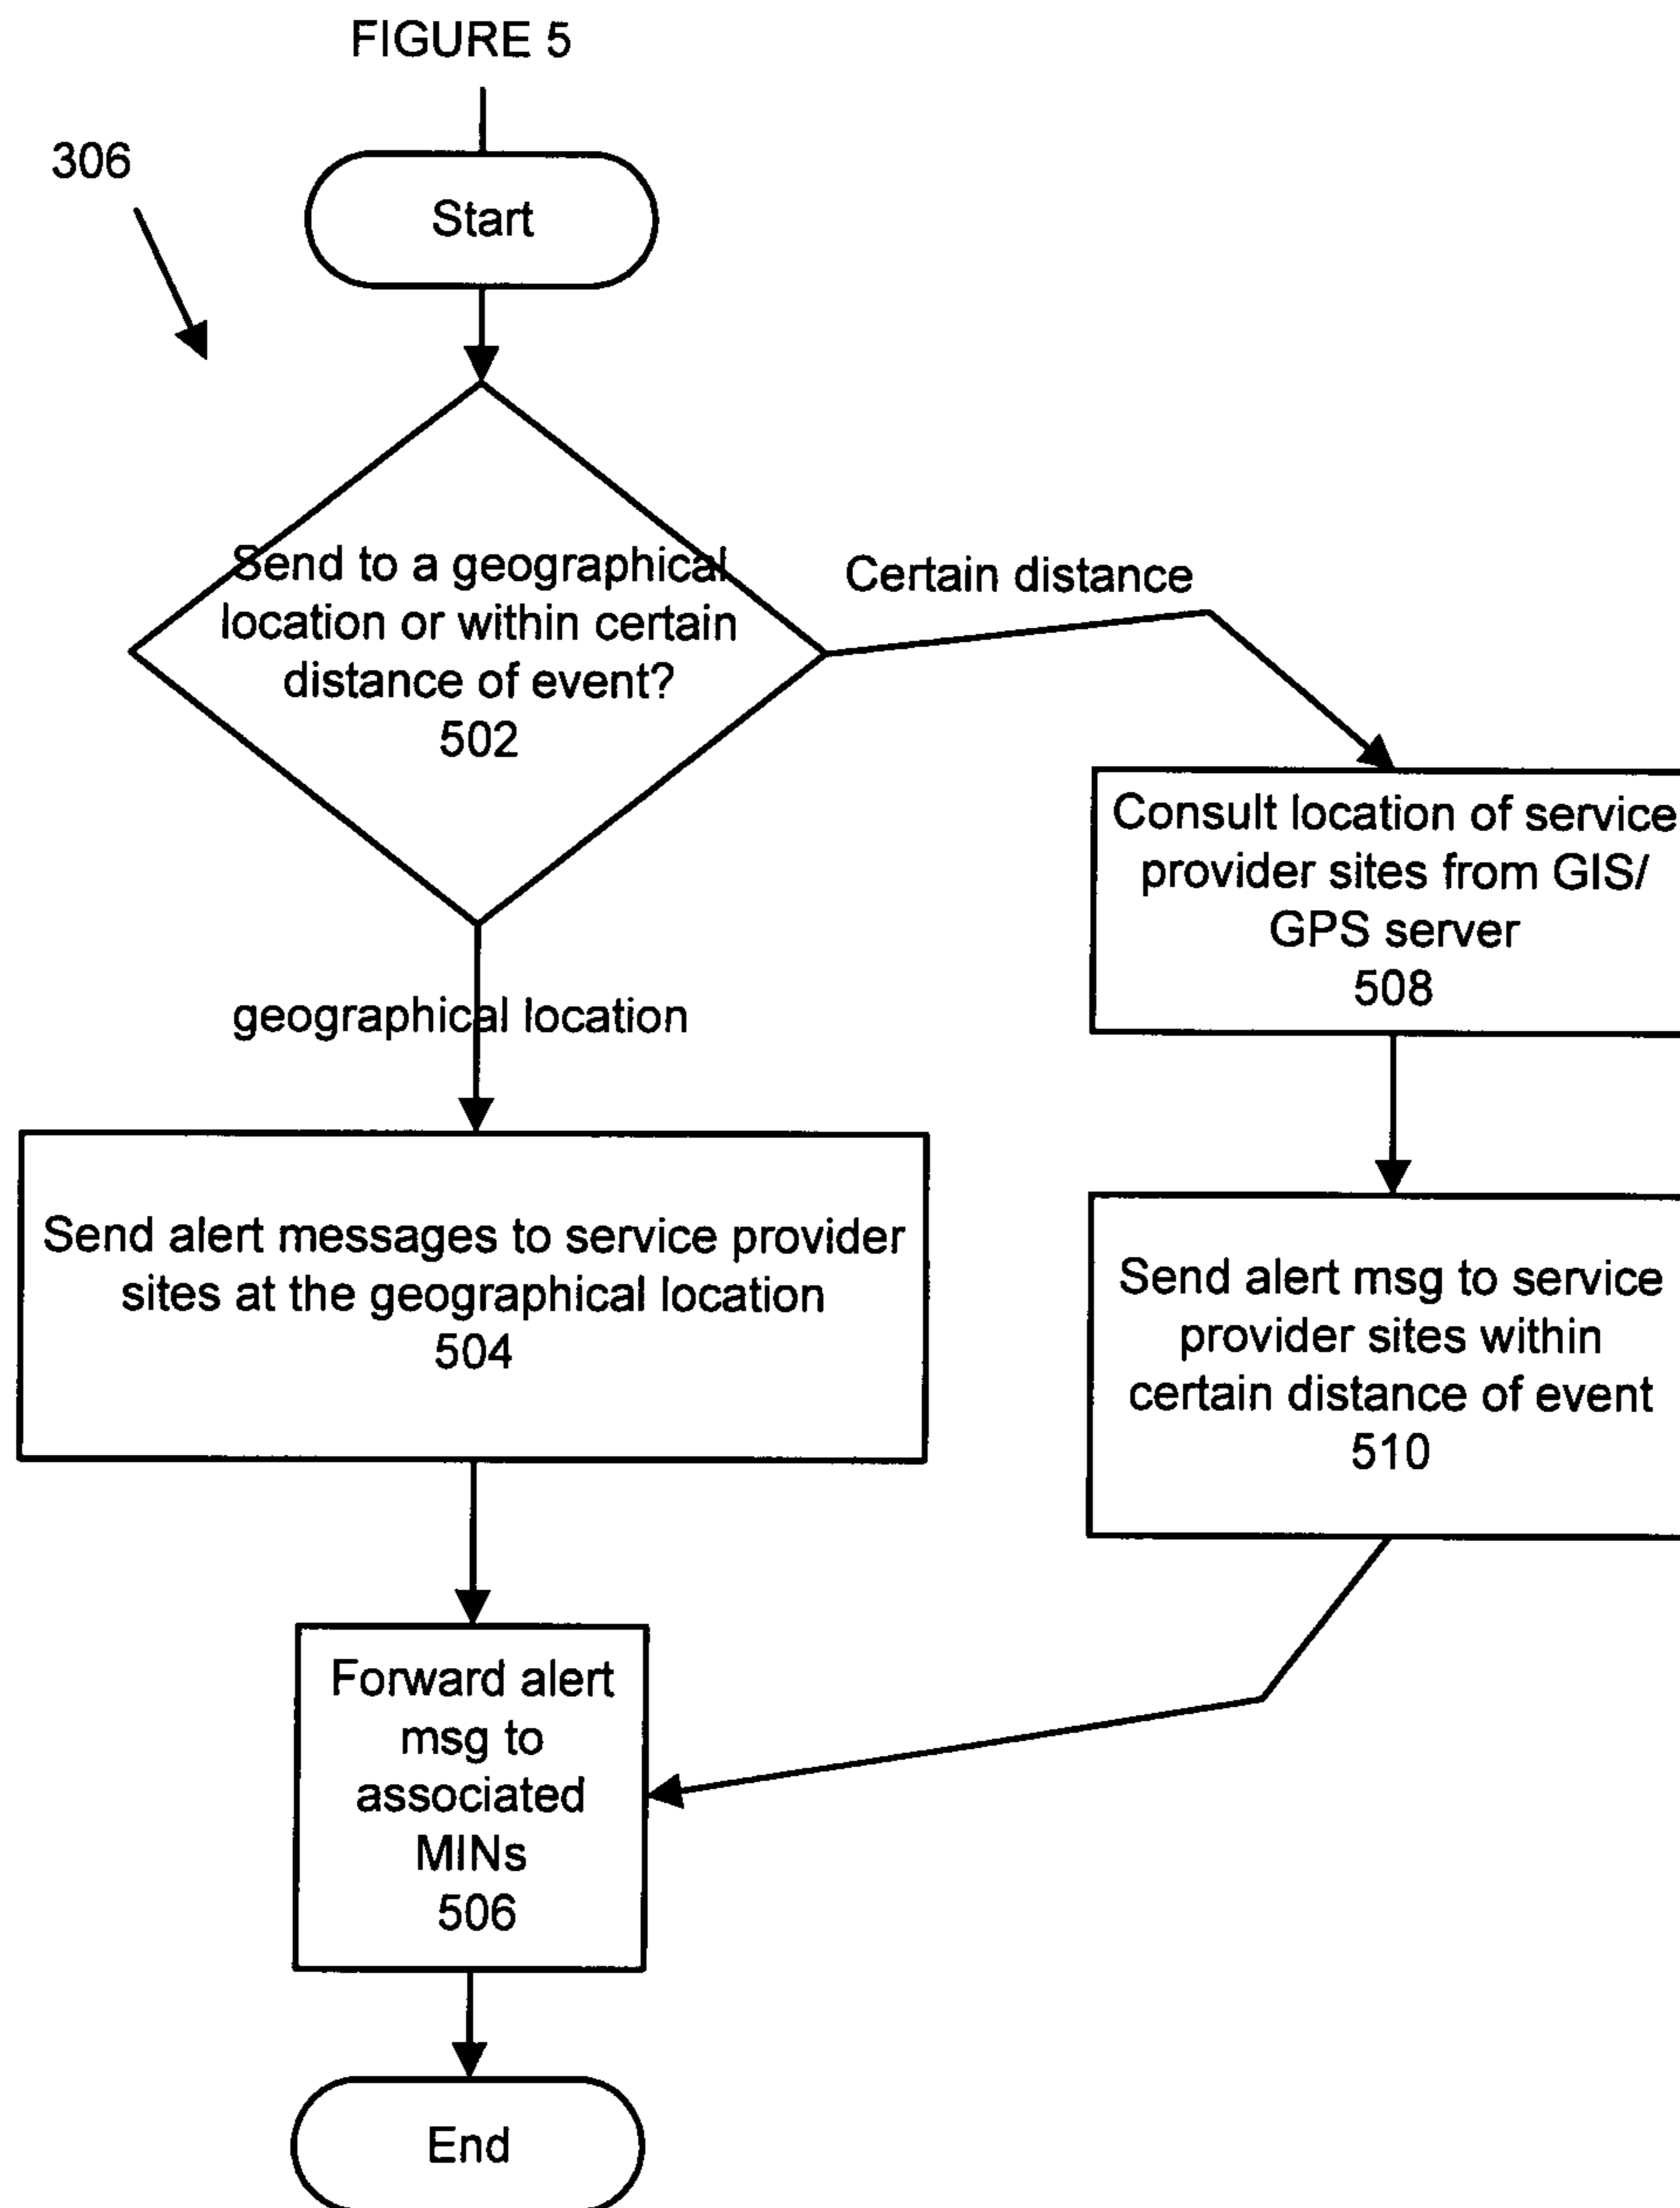 FIGURE 5
306
Start
Send to a geographical
location or within certain
distance of event?
502
Certain distance
geographical location
Consult location of service
provider sites from GIS/
GPS server
508
Send alert messages to service provider
sites at the geographical location
504
Send alert msg to service
provider sites within
certain distance of event
510
Forward alert
msg to
associated
MINs
506
End